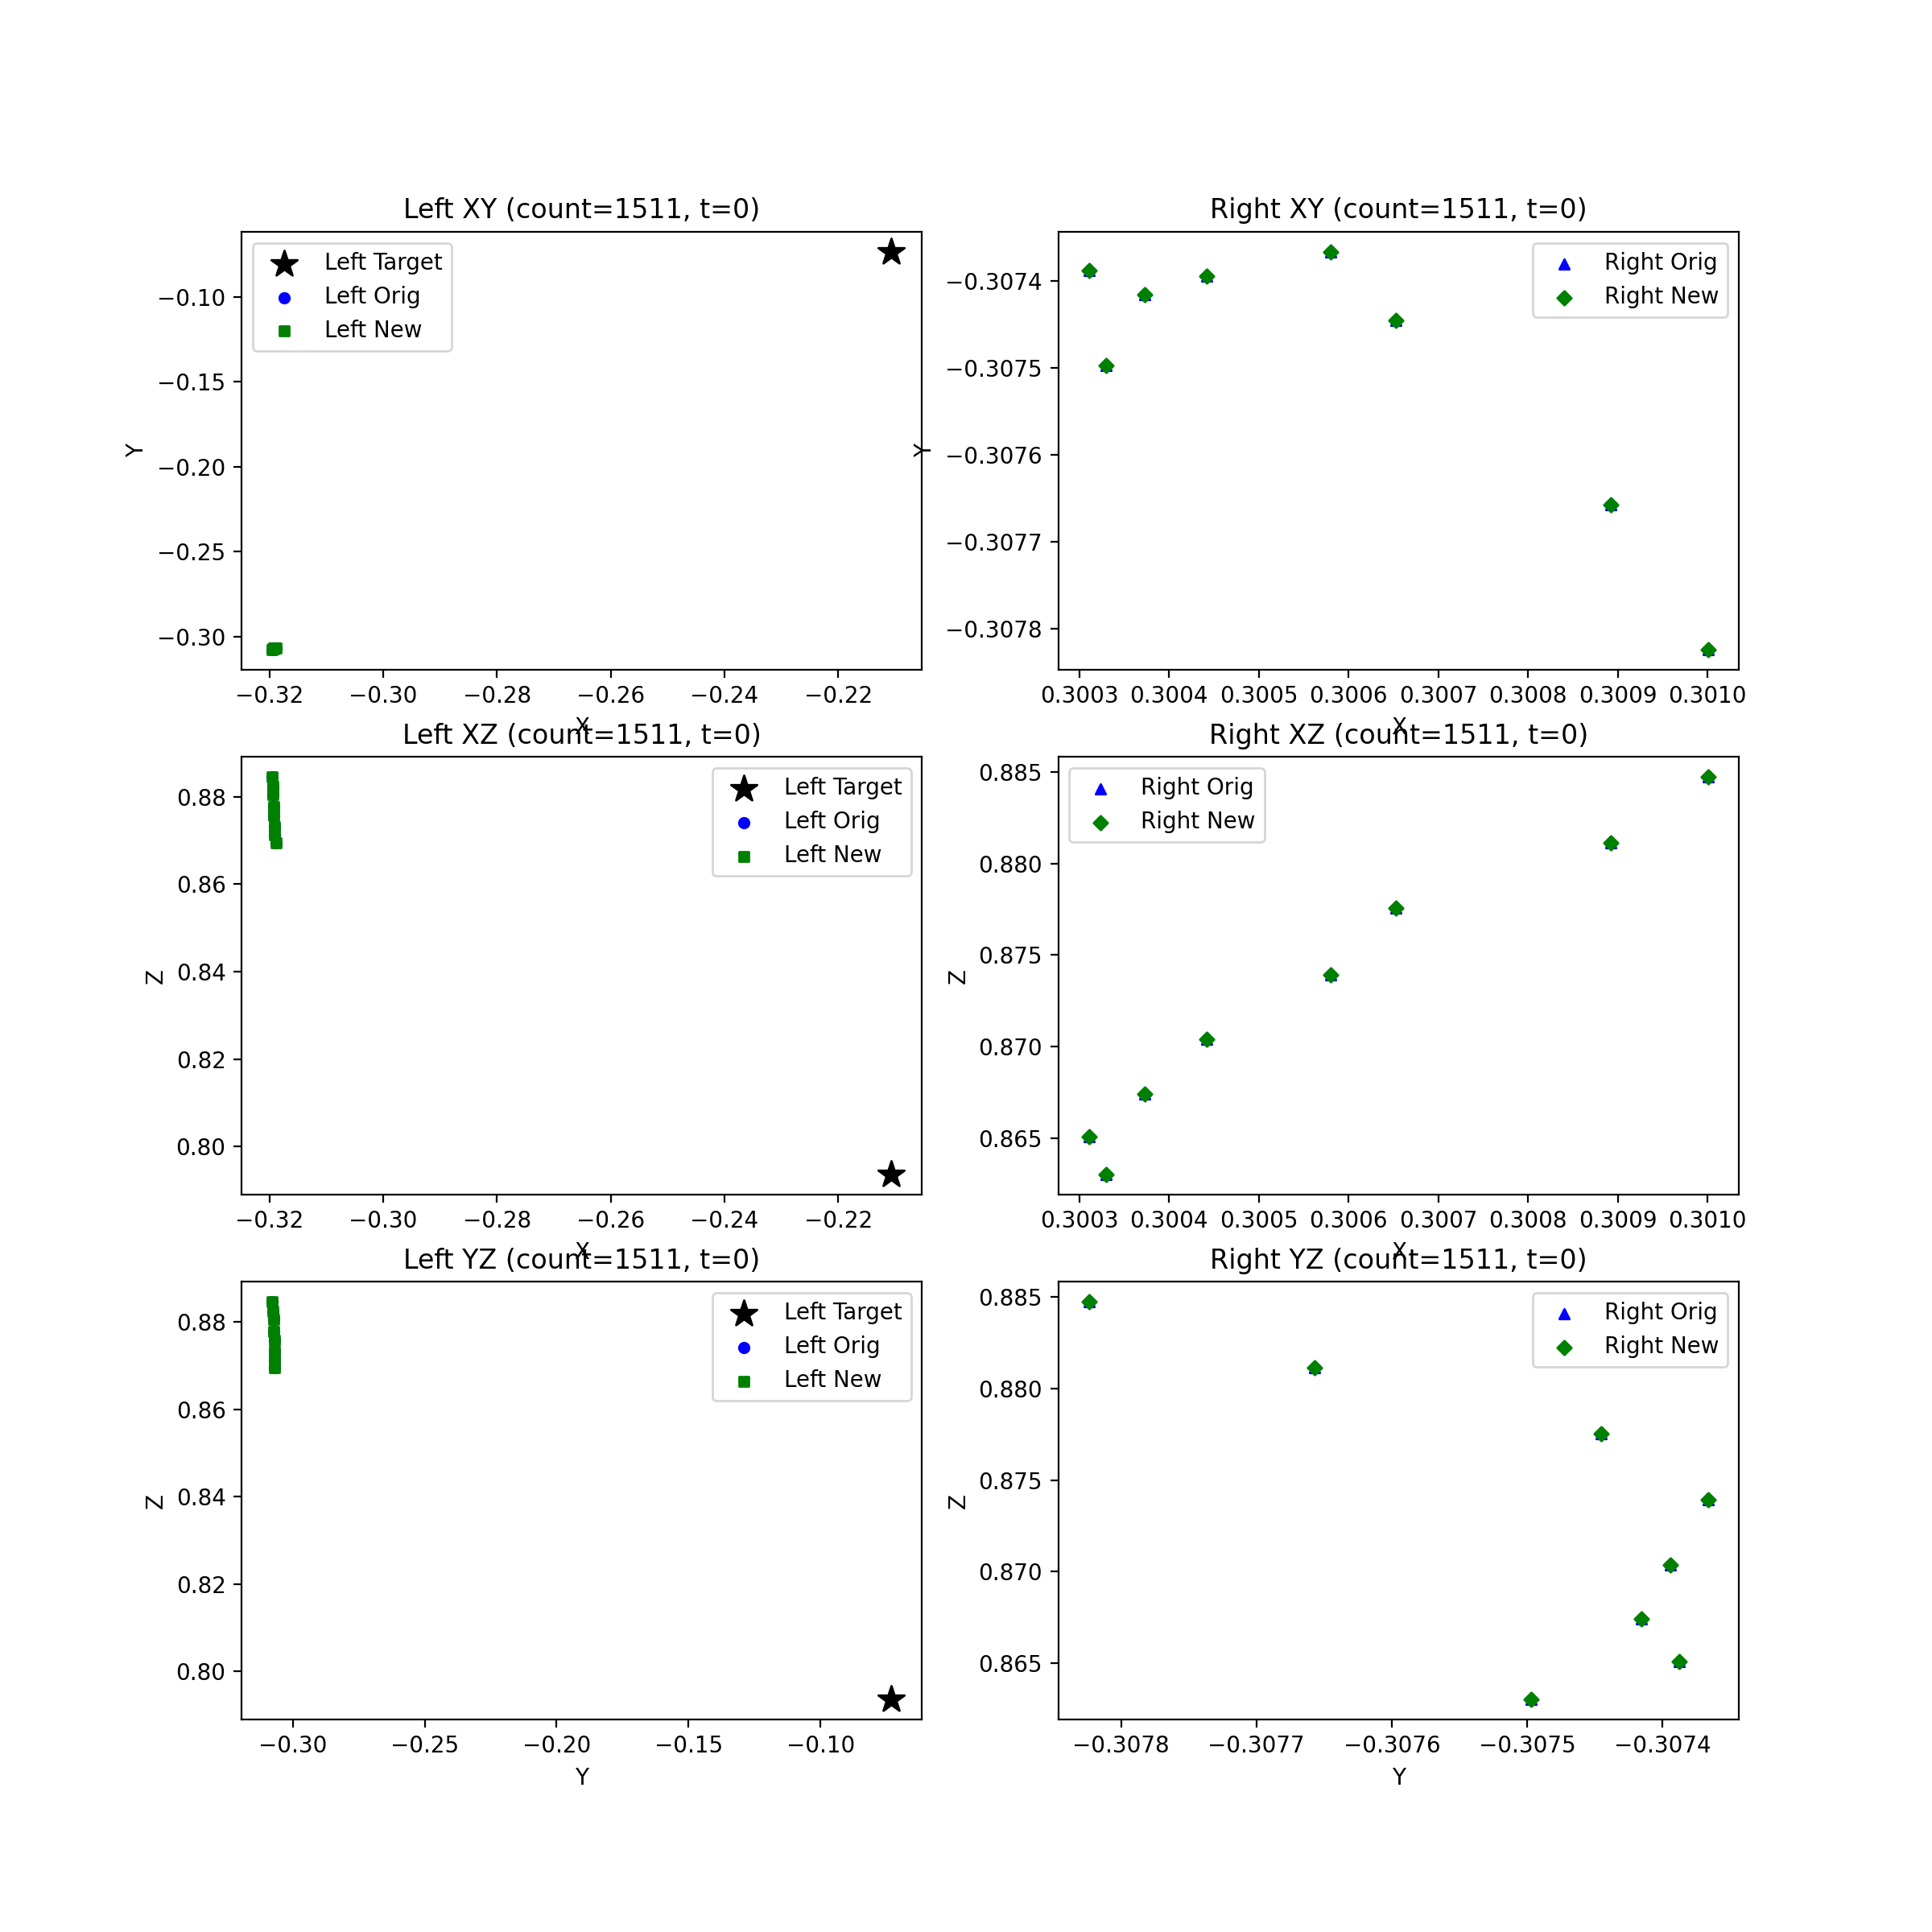 Left XY (count=1511, t=0)
Left Target
Left Orig
Left New
−0.10
−0.15
−0.20
−0.25
−0.30
Y
−0.32 −0.30 −0.28 −0.26 −0.24 −0.22
X
Right XY (count=1511, t=0)
Right Orig
Right New
−0.3074
−0.3075
−0.3076
−0.3077
−0.3078
Y
0.3003 0.3004 0.3005 0.3006 0.3007 0.3008 0.3009 0.3010
X
Left XZ (count=1511, t=0)
Left Target
Left Orig
Left New
0.88
0.86
0.84
0.82
0.80
Z
−0.32 −0.30 −0.28 −0.26 −0.24 −0.22
X
Right XZ (count=1511, t=0)
Right Orig
Right New
0.885
0.880
0.875
0.870
0.865
Z
0.3003 0.3004 0.3005 0.3006 0.3007 0.3008 0.3009 0.3010
X
Left YZ (count=1511, t=0)
Left Target
Left Orig
Left New
0.88
0.86
0.84
0.82
0.80
Z
−0.30 −0.25 −0.20 −0.15 −0.10
Y
Right YZ (count=1511, t=0)
Right Orig
Right New
0.885
0.880
0.875
0.870
0.865
Z
−0.3078 −0.3077 −0.3076 −0.3075 −0.3074
Y